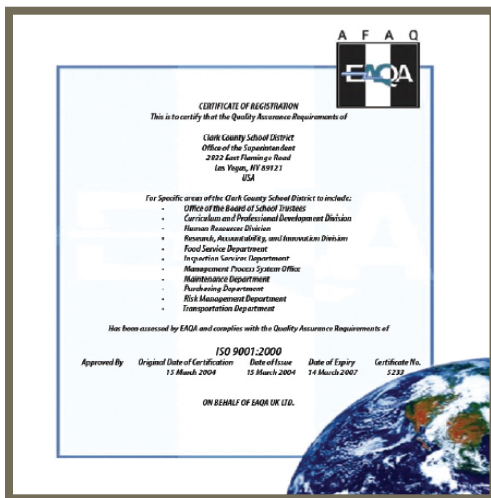 AFAQ
EAQA
CERTIFICATE OF REGISTRATION
This is to certify that the Quality Assurance Requirements of
Clark County School District
Office of the Superintendent
2832 East Flamingo Road
Las Vegas, NV 89121
USA
For Specific areas of the Clark County School District to include:
- Office of the Board of School Trustees
- Curriculum and Professional Development Division
- Human Resources Division
- Research, Accountability, and Innovation Division
- Food Service Department
- Inspection Services Department
- Management Process System Office
- Maintenance Department
- Purchasing Department
- Risk Management Department
- Transportation Department
Has been assessed by EAQA and complies with the Quality Assurance Requirements of
ISO 9001:2000
Approved By Original Date of Certification Date of Issue Date of Expiry Certificate No.
15 March 2004 15 March 2004 14 March 2007 5233
ON BEHALF OF EAQA UK LTD.